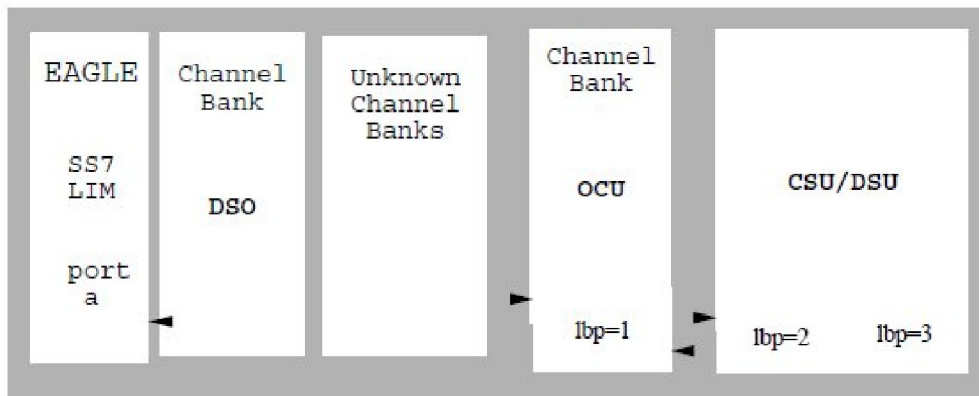 EAGLE
SS7
LIM
port
a
Channel
Bank
DSO
Unknown
Channel
Banks
Channel
Bank
OCU
lbp=1
CSU/DSU
lbp=2
lbp=3